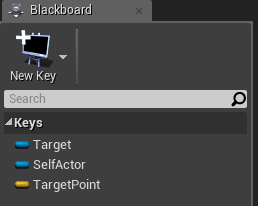 Blackboard
New Key
Search
Keys
Target
SelfActor
TargetPoint